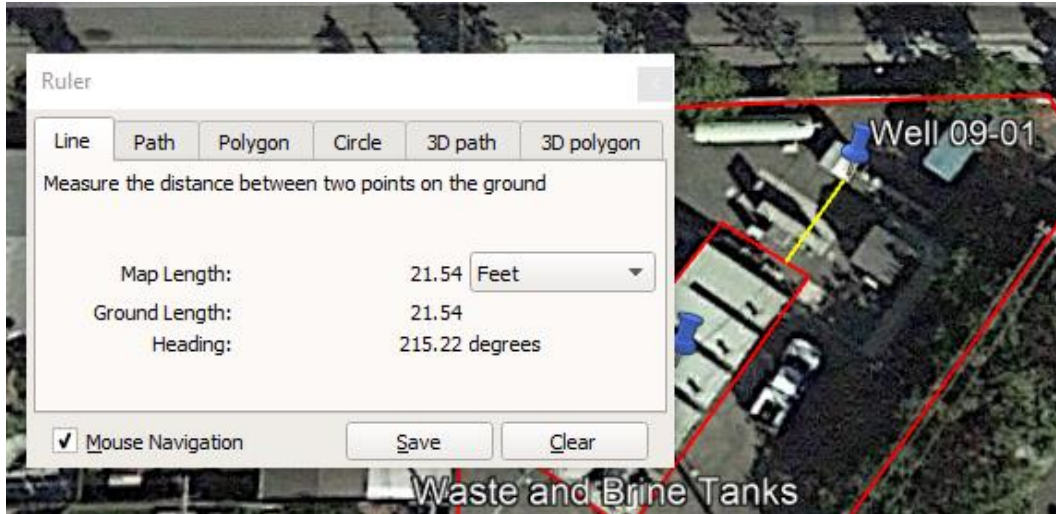 Ruler
Line Path Polygon Circle 3D path 3D polygon
Measure the distance between two points on the ground
Map Length: 21.54 Feet
Ground Length: 21.54
Heading: 215.22 degrees
Mouse Navigation Save Clear
Well 09-01
Waste and Brine Tanks